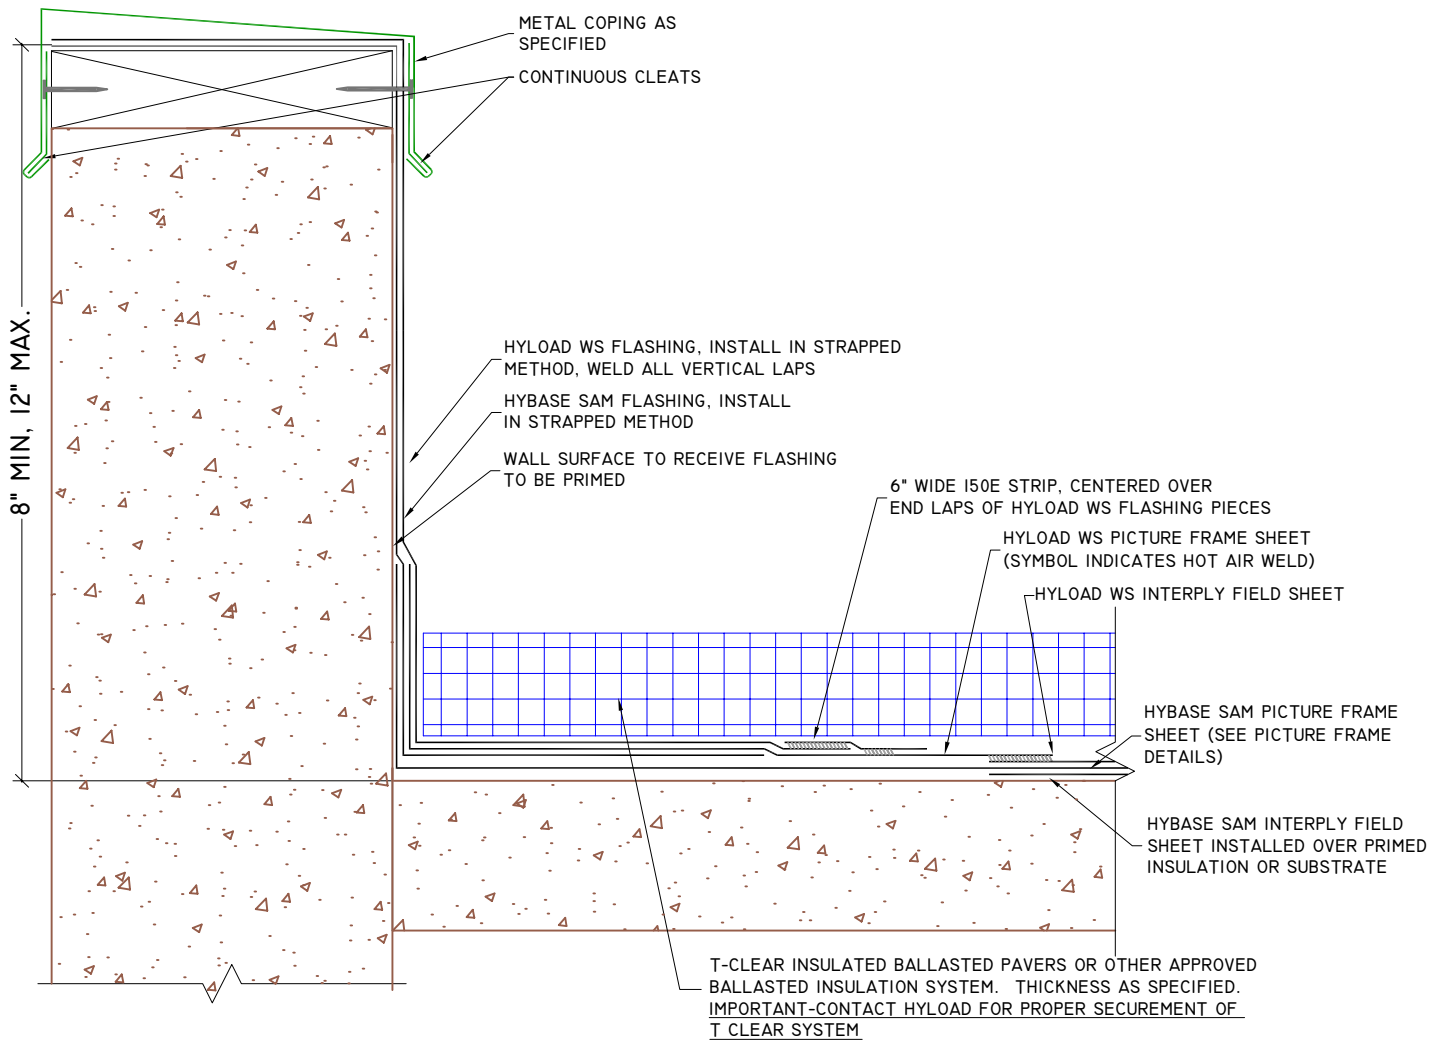 METAL COPING AS
SPECIFIED
CONTINUOUS CLEATS
8" MIN, 12" MAX.
HYLOAD WS FLASHING, INSTALL IN STRAPPED
METHOD, WELD ALL VERTICAL LAPS
HYBASE SAM FLASHING, INSTALL
IN STRAPPED METHOD
WALL SURFACE TO RECEIVE FLASHING
TO BE PRIMED
6" WIDE 150E STRIP, CENTERED OVER
END LAPS OF HYLOAD WS FLASHING PIECES
HYLOAD WS PICTURE FRAME SHEET
(SYMBOL INDICATES HOT AIR WELD)
HYLOAD WS INTERPLY FIELD SHEET
HYBASE SAM PICTURE FRAME
SHEET (SEE PICTURE FRAME
DETAILS)
HYBASE SAM INTERPLY FIELD
SHEET INSTALLED OVER PRIMED
INSULATION OR SUBSTRATE
T-CLEAR INSULATED BALLASTED PAVERS OR OTHER APPROVED
BALLASTED INSULATION SYSTEM. THICKNESS AS SPECIFIED.
IMPORTANT-CONTACT HYLOAD FOR PROPER SECUREMENT OF
T CLEAR SYSTEM